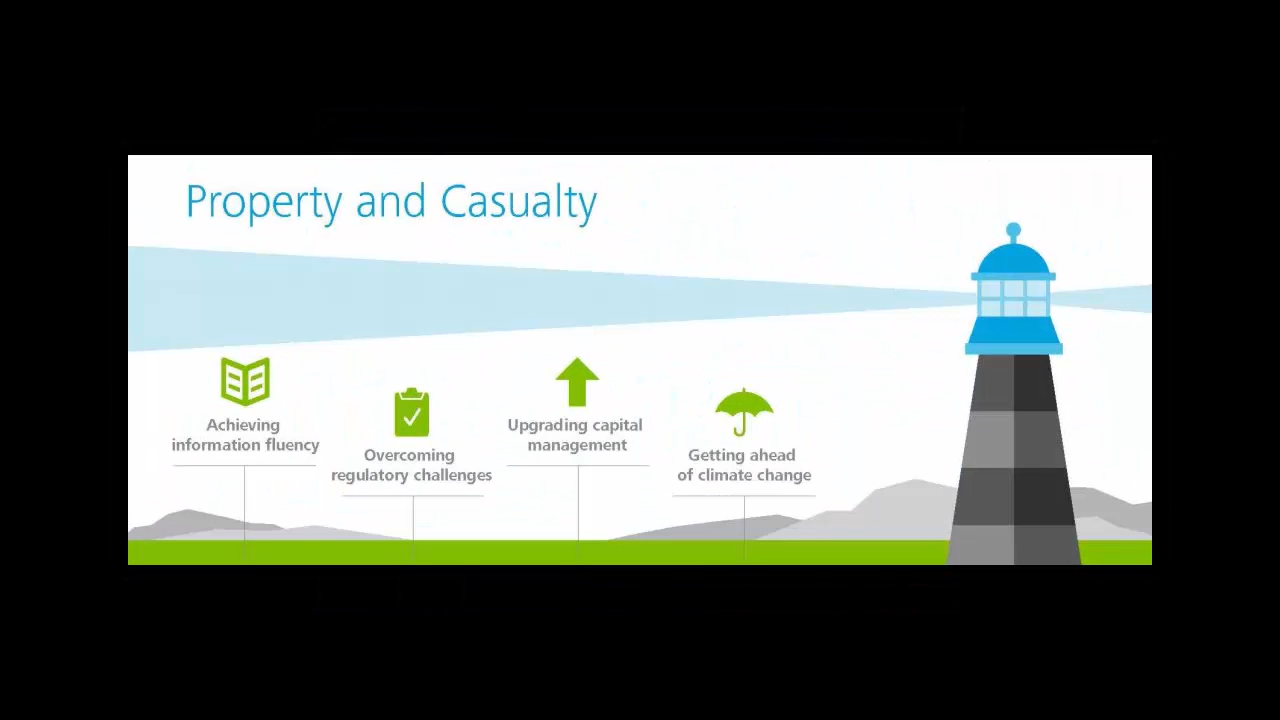 Property and Casualty
Achieving
information fluency
Overcoming
regulatory challenges
Upgrading capital
management
Getting ahead
of climate change